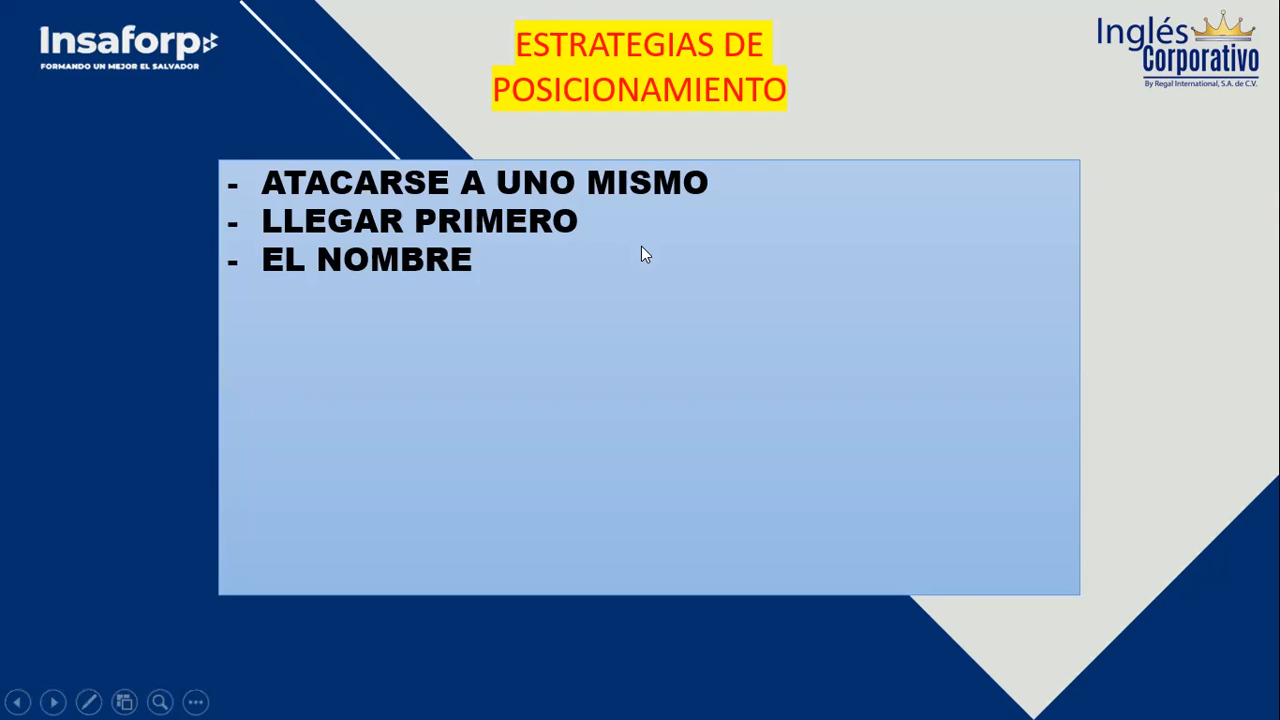 Insaforp
FORMANDO UN MEJOR EL SALVADOR
ESTRATEGIAS DE
POSICIONAMIENTO
Inglés
Corporativo
By Regal International, S.A. de C.V.
- ATACARSE A UNO MISMO
- LLEGAR PRIMERO
- EL NOMBRE